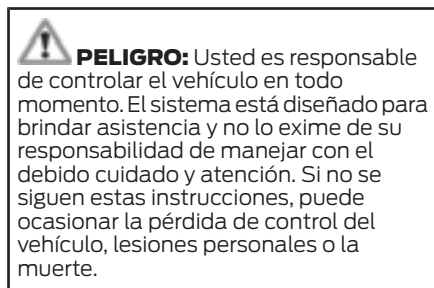 PELIGRO: Usted es responsable
de controlar el vehículo en todo
momento. El sistema está diseñado para
brindar asistencia y no lo exime de su
responsabilidad de manejar con el
debido cuidado y atención. Si no se
siguen estas instrucciones, puede
ocasionar la pérdida de control del
vehículo, lesiones personales o la
muerte.